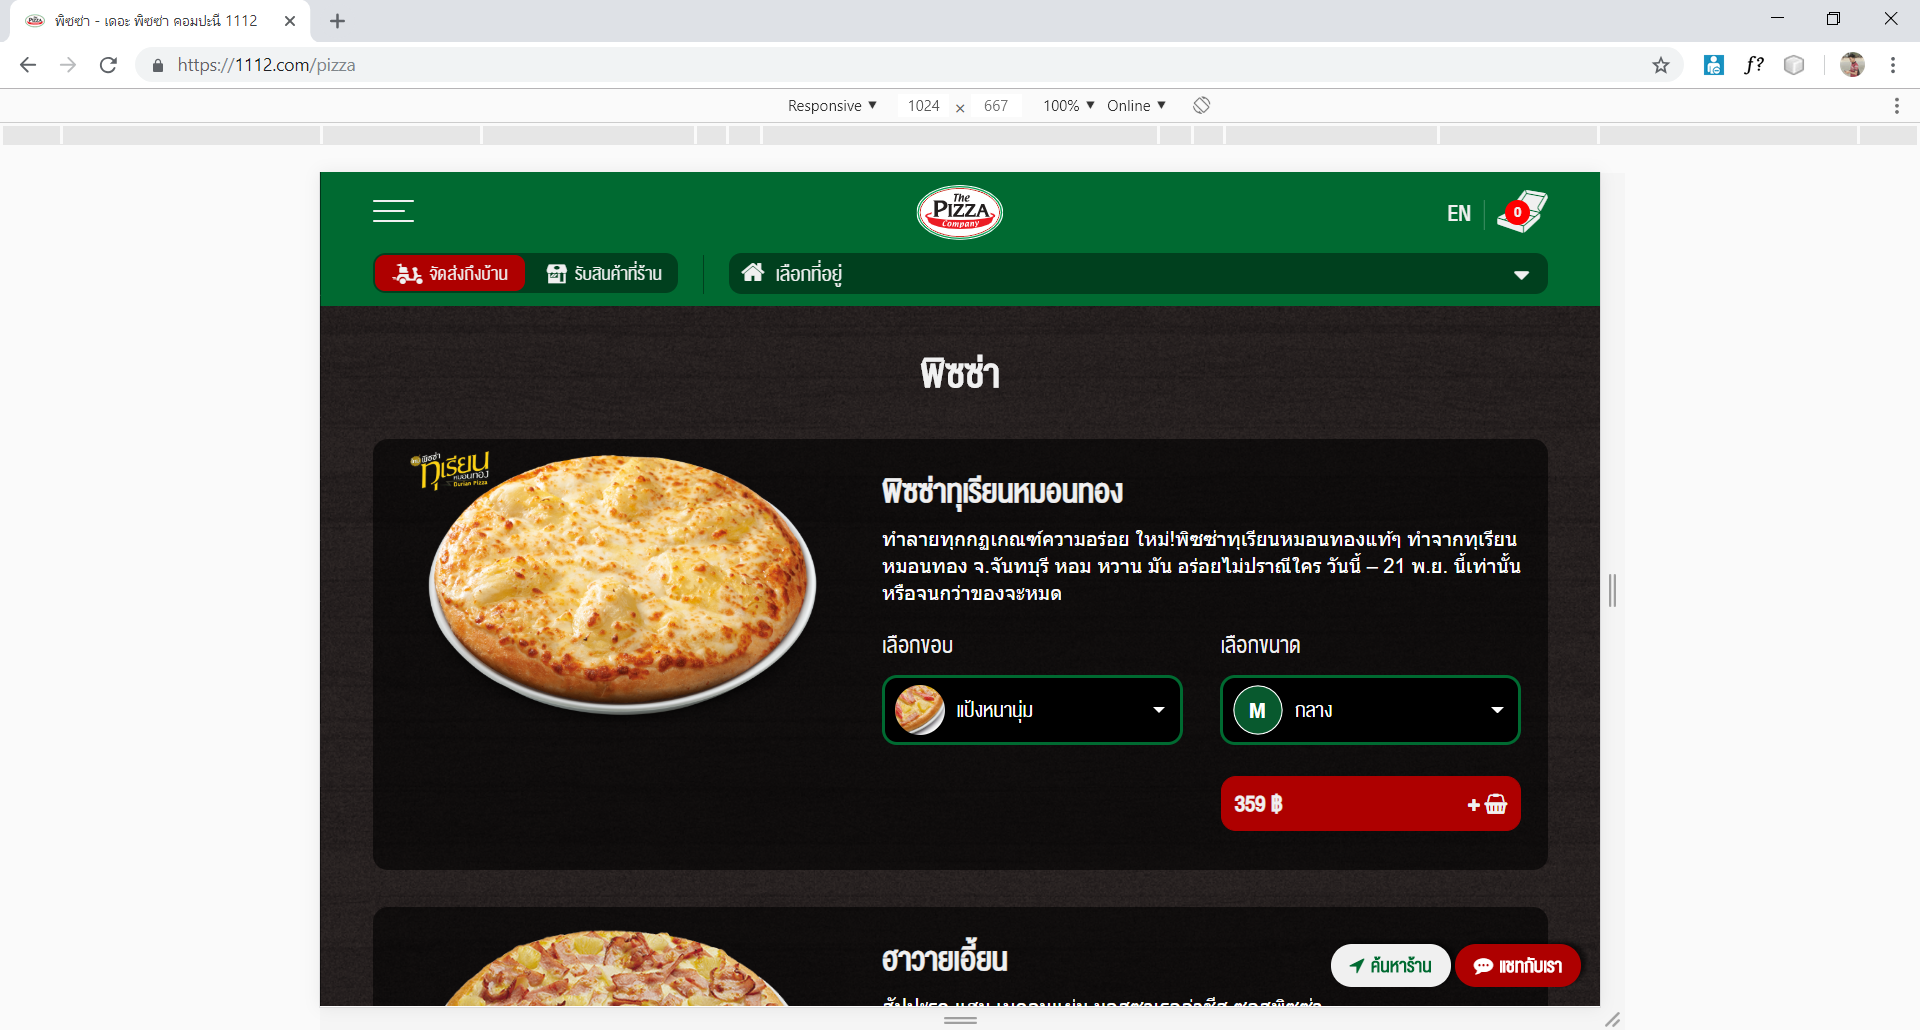 พิซซ่า - เดอะ พิซซ่า คอมปะนี 1112
https://1112.com/pizza
f?
Responsive ▼ 1024 x 667 100% ▼ Online ▼
The
PIZZA
Company
EN
0
จัดส่งถึงบ้าน
รับสินค้าที่ร้าน
เลือกที่อยู่
พิซซ่า
พิซซ่า
ทุเรียน
หมอนทอง
Durian Pizza
พิซซ่าทุเรียนหมอนทอง
ทำลายทุกกฏเกณฑ์ความอร่อย ใหม่!พิซซ่าทุเรียนหมอนทองแท้ๆ ทำจากทุเรียน
หมอนทอง จ.จันทบุรี หอม หวาน มัน อร่อยไม่ปราณีใคร วันนี้ – 21 พ.ย. นี้เท่านั้น
หรือจนกว่าของจะหมด
เลือกขอบ
เลือกขนาด
แป้งหนานุ่ม
M กลาง
359 ฿
+
ฮาวายเอี้ยน
ค้นหาร้าน
แชทกับเรา